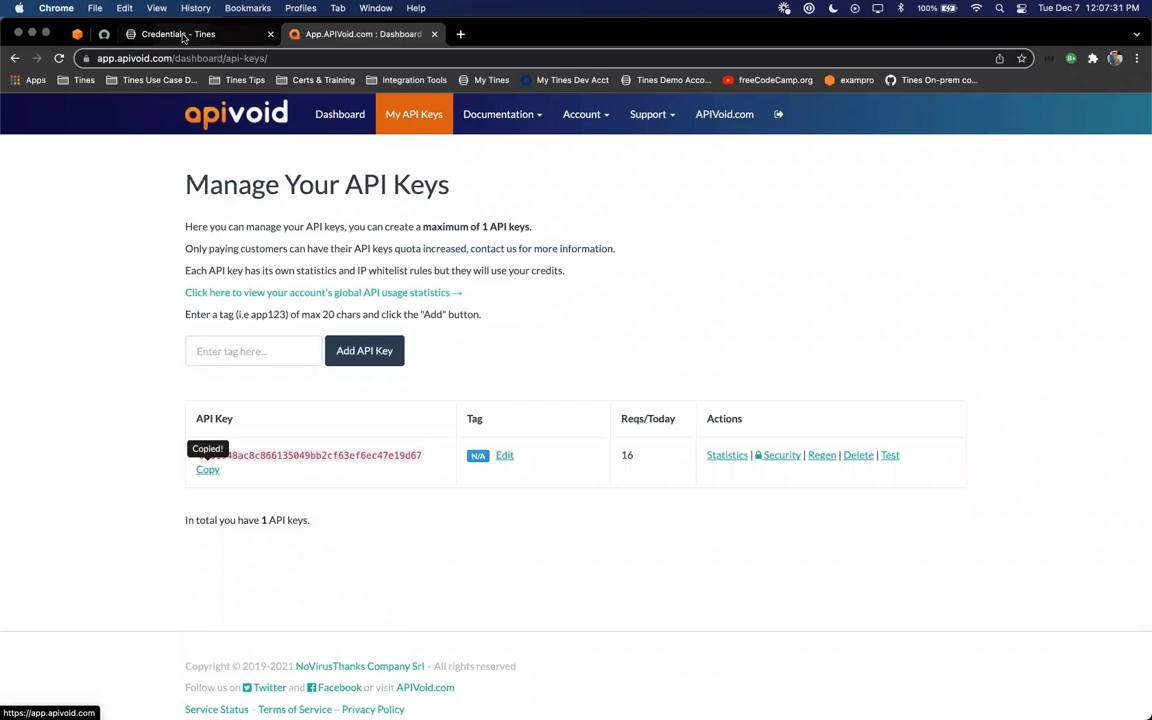 Chrome File Edit View History Bookmarks Profiles Tab Window Help 100% Tue Dec 7 12:07:31 PM
Credentials - Tines App.APIVoid.com : Dashboard
app.apivoid.com/dashboard/api-keys/
Apps Tines Tines Use Case D... Tines Tips Certs & Training Integration Tools My Tines My Tines Dev Acct Tines Demo Acco... freeCodeCamp.org exampro Tines On-prem co...
apivoid Dashboard My API Keys Documentation Account Support APIVoid.com
Manage Your API Keys
Here you can manage your API keys, you can create a maximum of 1 API keys.
Only paying customers can have their API keys quota increased, contact us for more information.
Each API key has its own statistics and IP whitelist rules but they will use your credits.
Click here to view your account's global API usage statistics →
Enter a tag (i.e app123) of max 20 chars and click the "Add" button.
Enter tag here... Add API Key
API Key Tag Reqs/Today Actions
Copied!
48ac8c866135049bb2cf63ef6ec47e19d67 N/A Edit 16 Statistics | Security | Regen | Delete | Test
Copy
In total you have 1 API keys.
Copyright © 2019-2021 NoVirusThanks Company Srl – All rights reserved
Follow us on Twitter and Facebook or visit APIVoid.com
Service Status – Terms of Service – Privacy Policy
https://app.apivoid.com